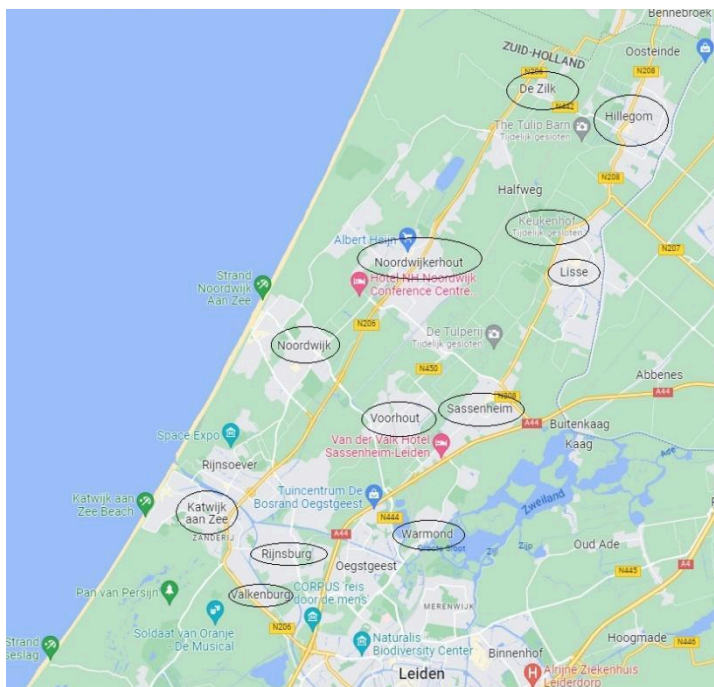 Bennebroek
ZUID-HOLLAND
Oosteinde
N206
N208
De Zilk
N442
Hillegom
The Tulip Barn
Tijdelijk gesloten
N208
Halfweg
Keukenhof
Tijdelijk gesloten
N207
Albert Heijn
Noordwijkerhout
Lisse
Strand
Noordwijk
Aan Zee
Hotel NH Noordwijk
Conference Centre...
N206
De Tulperij
Tijdelijk gesloten
Noordwijk
N450
Abbenes
N208
A44
Voorhout
Sassenheim
Buitenkaag
Kaag
Space Expo
Van der Valk Hotel
Sassenheim-Leiden
Ade
Rijnsoever
Zweiland
Katwijk aan
Zee Beach
Katwijk
aan Zee
Tuincentrum De
Bosrand Oegstgeest
N444
ZANDERIJ
A44
Warmond
Zijl
Zijp
Oud Ade
Rijnsburg
Oegstgeest
A4
N445
Pan van Persijn
Valkenburg
CORPUS 'reis
door de mens'
MERENWIJK
Soldaat van Oranje
- De Musical
N206
Naturalis
Biodiversity Center
Hoogmade
N446
Strand
eseslag
Binnenhof
Leiden
Alrijne Ziekenhuis
Leiderdorp